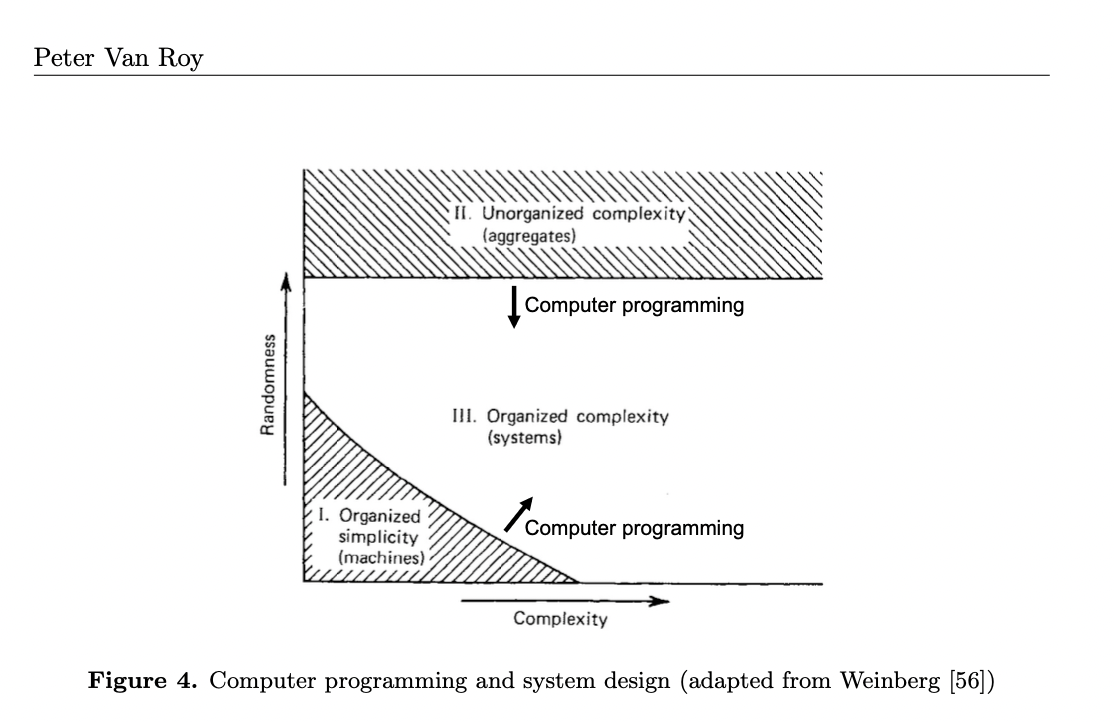 Peter Van Roy
II. Unorganized complexity
(aggregates)
Computer programming
Randomness
III. Organized complexity
(systems)
I. Organized
simplicity
(machines)
Computer programming
Complexity
Figure 4. Computer programming and system design (adapted from Weinberg [56])